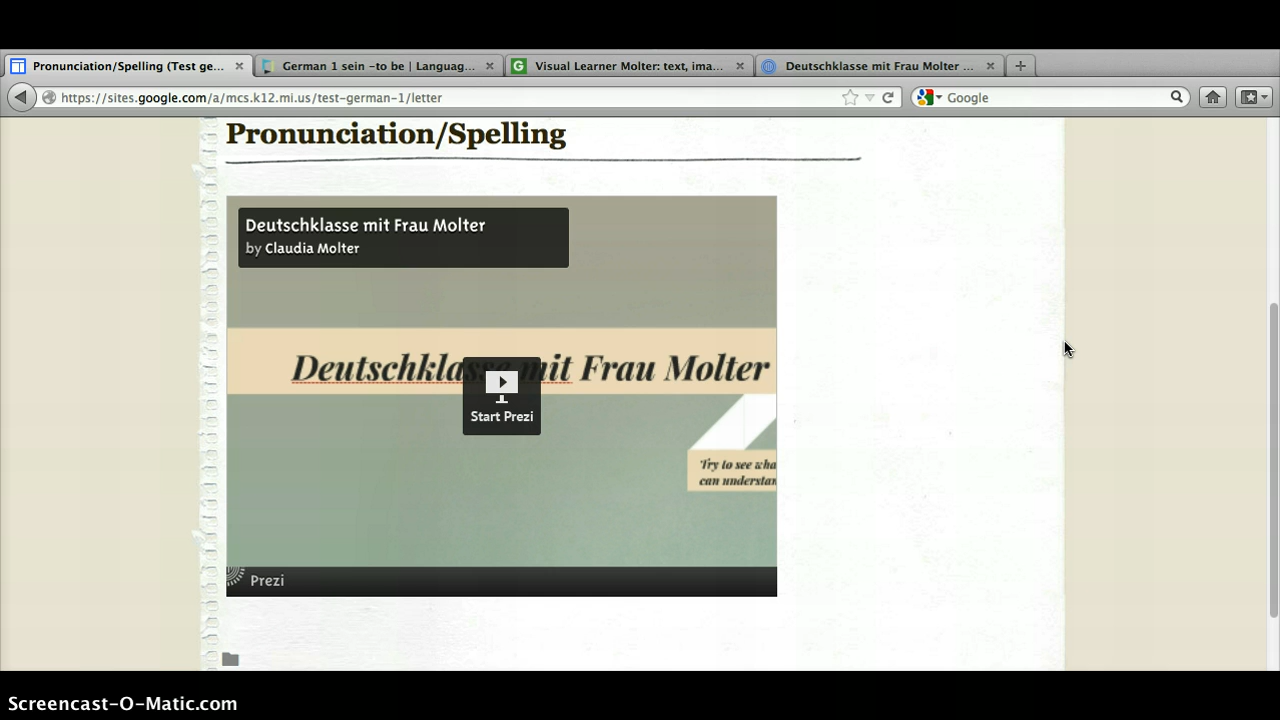 Pronunciation/Spelling (Test ge...
German 1 sein -to be | Languag...
Visual Learner Molter: text, ima...
Deutschklasse mit Frau Molter ...
https://sites.google.com/a/mcs.k12.mi.us/test-german-1/letter
Google
Pronunciation/Spelling
Deutschklasse mit Frau Molter
by Claudia Molter
Deutschklasse mit Frau Molter
Start Prezi
Try to see wha
can understan
Prezi
Screencast-O-Matic.com